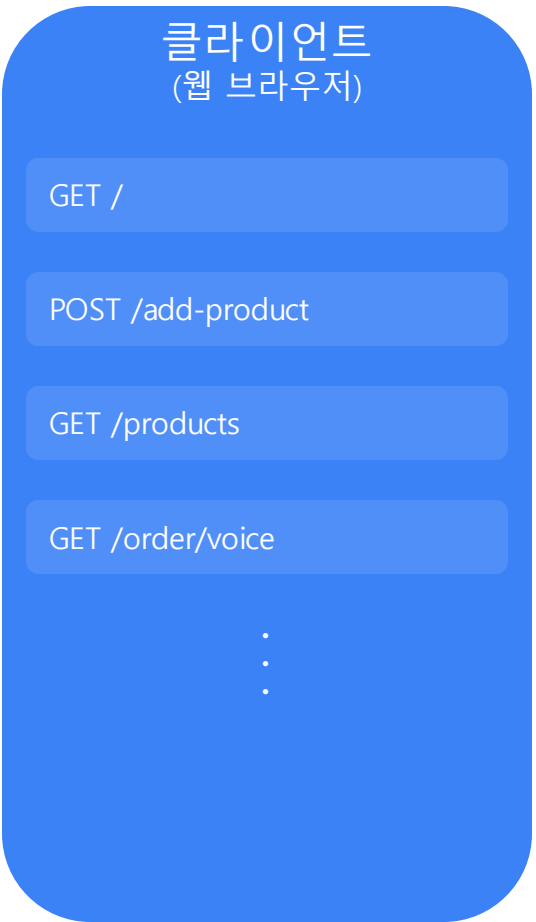 클라이언트
(웹 브라우저)
GET /
POST /add-product
GET /products
GET /order/voice